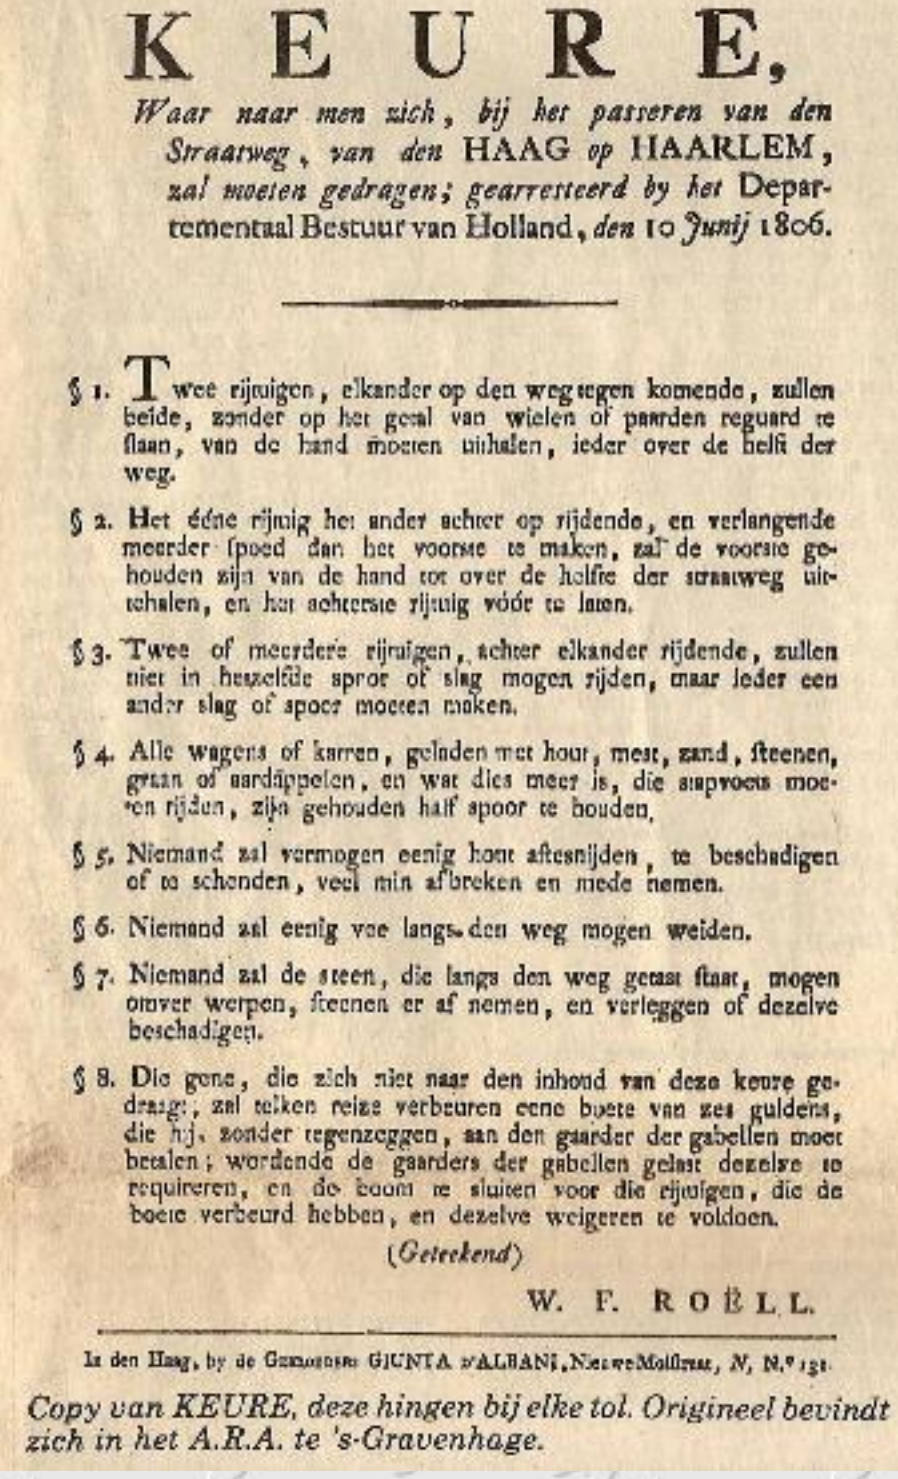 KEURE,
Waar naar men zich, bij het passeren van den
Straatweg, van den HAAG op HAARLEM,
zal moeten gedragen; gearresteerd by het Depar-
tementaal Bestuur van Holland, den 10 Junij 1806.
§ 1. Twee rijtuigen, elkander op den weg tegen komende, zullen
beide, zonder op het getal van wielen of paarden reguard te
slaan, van de hand moeten uithalen, ieder over de helft der
weg.
§ 2. Het ééne rijtuig het ander achter op rijdende, en verlangende
meerder spoed dan het voorste te maken, zal de voorste ge-
houden zijn van de hand tot over de helfte der straatweg uit-
tehalen, en het achterste rijtuig vóór te laten.
§ 3. Twee of meerdere rijtuigen, achter elkander rijdende, zullen
niet in hetzelfde spoor of slag mogen rijden, maar ieder een
ander slag of spoor moeten maken.
§ 4. Alle wagens of karren, geladen met hout, mest, zand, steenen,
graan of aardappelen, en wat dies meer is, die stapvoets moe-
ten rijden, zijn gehouden half spoor te houden.
§ 5. Niemand zal vermogen eenig hout aftesnijden, te beschadigen
of te schenden, veel min afbreken en mede nemen.
§ 6. Niemand zal eenig vee langs den weg mogen weiden.
§ 7. Niemand zal de steen, die langs den weg getast staat, mogen
omver werpen, steenen er af nemen, en verleggen of dezelve
beschadigen.
§ 8. Die gene, die zich niet naar den inhoud van deze keure ge-
draagt, zal telken reize verbeuren eene boete van zes guldens,
die hij, zonder tegenzeggen, aan den gaarder der gabellen moet
betalen; wordende de gaarders der gabellen gelast dezelve te
requireren, en de boom te sluiten voor die rijtuigen, die de
boete verbeurd hebben, en dezelve weigeren te voldoen.
(Geteekend)
W. F. ROËLL.
In den Haag, by de Gebroeders GIUNTA D'ALBANI, Nieuwe Molstraat, N, N.º 131.
Copy van KEURE, deze hingen bij elke tol. Origineel bevindt
zich in het A.R.A. te 's-Gravenhage.